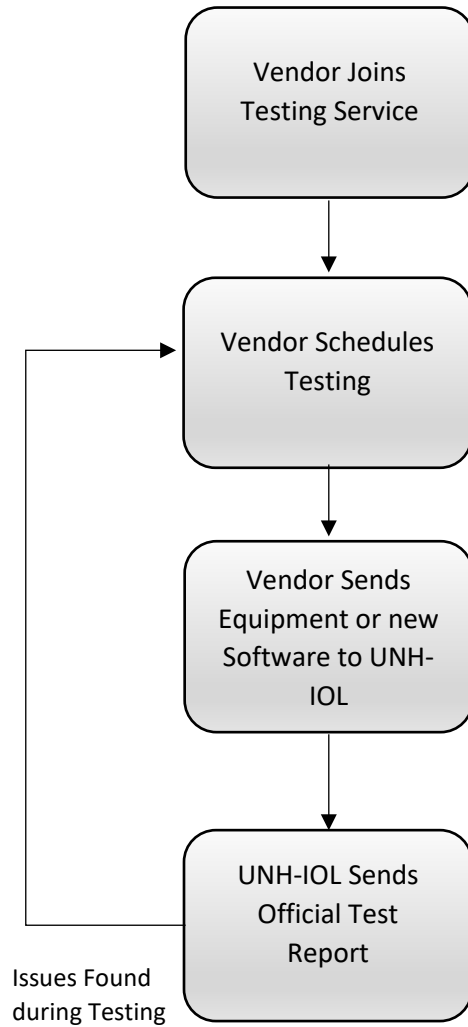 Vendor Joins
Testing Service
Vendor Schedules
Testing
Vendor Sends
Equipment or new
Software to UNH-
IOL
UNH-IOL Sends
Official Test
Report
Issues Found
during Testing